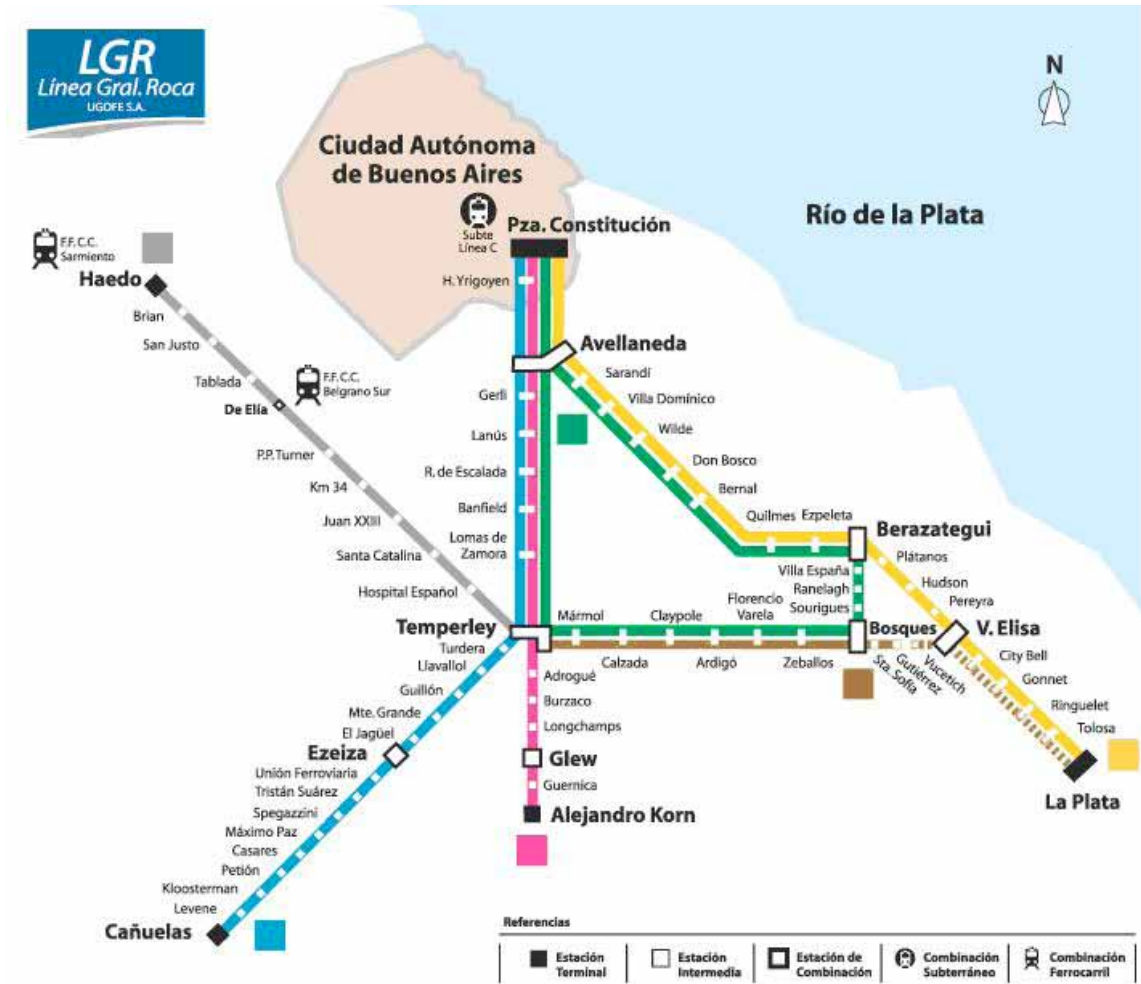 LGR
Línea Gral. Roca
UGOFE S.A.
N
Ciudad Autónoma
de Buenos Aires
Río de la Plata
Subte
Línea C
Pza. Constitución
F.F.C.C.
Sarmiento
Haedo
Brian
San Justo
Tablada
De Elía
F.F.C.C.
Belgrano Sur
P.P. Turner
Km 34
Juan XXIII
Santa Catalina
Hospital Español
H. Yrigoyen
Avellaneda
Gerli
Lanús
R. de Escalada
Banfield
Lomas de
Zamora
Temperley
Sarandí
Villa Domínico
Wilde
Don Bosco
Bernal
Quilmes
Ezpeleta
Berazategui
Villa España
Ranelagh
Sourigues
Plátanos
Hudson
Pereyra
V. Elisa
City Bell
Gonnet
Ringuelet
Tolosa
La Plata
Mármol
Claypole
Florencio
Varela
Bosques
Calzada
Ardigó
Zeballos
Sta. Sofía
Gutiérrez
Vucetich
Turdera
Llavallol
Guillón
Mte. Grande
El Jagüel
Ezeiza
Unión Ferroviaria
Tristán Suárez
Spegazzini
Máximo Paz
Casares
Petión
Kloosterman
Levene
Cañuelas
Adrogué
Burzaco
Longchamps
Glew
Guernica
Alejandro Korn
Referencias
Estación
Terminal
Estación
Intermedia
Estación de
Combinación
Combinación
Subterráneo
Combinación
Ferrocarril